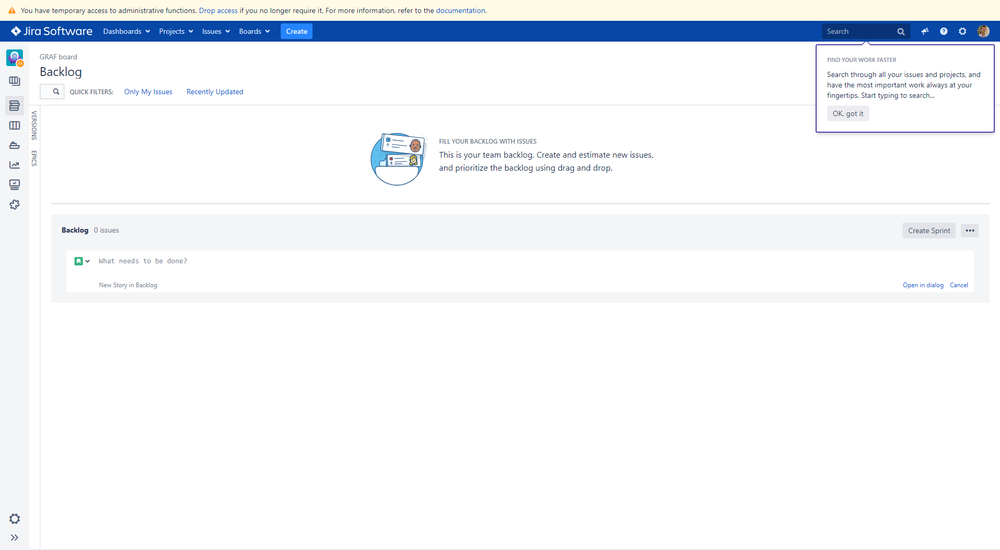 You have temporary access to administrative functions. Drop access if you no longer require it. For more information, refer to the documentation.
Jira Software Dashboards Projects Issues Boards Create Search
GRAF board
Backlog
QUICK FILTERS: Only My Issues Recently Updated
FIND YOUR WORK FASTER
Search through all your issues and projects, and
have the most important work always at your
fingertips. Start typing to search...
OK, got it
VERSIONS
EPICS
FILL YOUR BACKLOG WITH ISSUES
This is your team backlog. Create and estimate new issues,
and prioritize the backlog using drag and drop.
Backlog 0 issues Create Sprint
What needs to be done?
New Story in Backlog Open in dialog Cancel